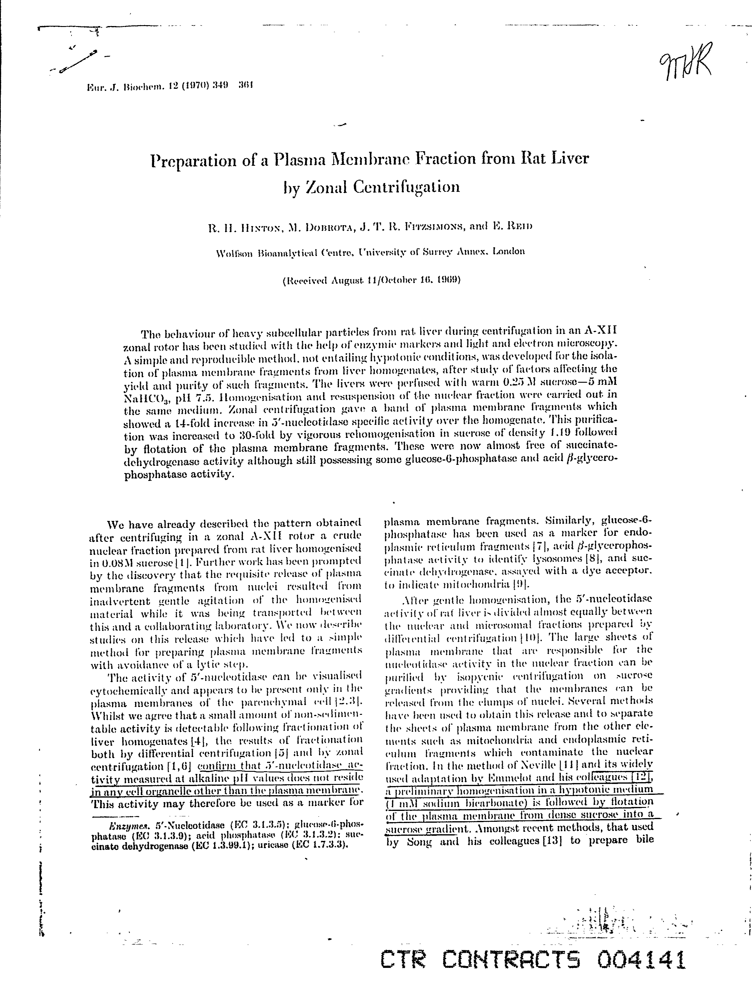 MHR
Eur. J. Biochem. 12 (1970) 349 361
Preparation of a Plasma Membrane Fraction from Rat Liver
by Zonal Centrifugation
R. H. HINTON, M. DOBROTA, J. T. R. FITZSIMONS, and E. REID
Wolfson Bioanalytical Centre, University of Surrey Annex, London
(Received August 11/October 16, 1969)
The behaviour of heavy subcellular particles from rat liver during centrifugation in an A-XII
zonal rotor has been studied with the help of enzymic markers and light and electron microscopy.
A simple and reproducible method, not entailing hypotonic conditions, was developed for the isola-
tion of plasma membrane fragments from liver homogenates, after study of factors affecting the
yield and purity of such fragments. The livers were perfused with warm 0.25 M sucrose—5 mM
NaHCO₃, pH 7.5. Homogenisation and resuspension of the nuclear fraction were carried out in
the same medium. Zonal centrifugation gave a band of plasma membrane fragments which
showed a 14-fold increase in 5′-nucleotidase specific activity over the homogenate. This purifica-
tion was increased to 30-fold by vigorous rehomogenisation in sucrose of density 1.19 followed
by flotation of the plasma membrane fragments. These were now almost free of succinate-
dehydrogenase activity although still possessing some glucose-6-phosphatase and acid β-glycero-
phosphatase activity.
We have already described the pattern obtained
after centrifuging in a zonal A-XII rotor a crude
nuclear fraction prepared from rat liver homogenised
in 0.08M sucrose [1]. Further work has been prompted
by the discovery that the requisite release of plasma
membrane fragments from nuclei resulted from
inadvertent gentle agitation of the homogenised
material while it was being transported between
this and a collaborating laboratory. We now describe
studies on this release which have led to a simple
method for preparing plasma membrane fragments
with avoidance of a lytic step.
The activity of 5′-nucleotidase can be visualised
cytochemically and appears to be present only in the
plasma membranes of the parenchymal cell [2,3].
Whilst we agree that a small amount of non-sedimen-
table activity is detectable following fractionation of
liver homogenates [4], the results of fractionation
both by differential centrifugation [5] and by zonal
centrifugation [1,6] confirm that 5′-nucleotidase ac-
tivity measured at alkaline pH values does not reside
in any cell organelle other than the plasma membrane.
This activity may therefore be used as a marker for
Enzymes. 5′-Nucleotidase (EC 3.1.3.5); glucose-6-phos-
phatase (EC 3.1.3.9); acid phosphatase (EC 3.1.3.2); suc-
cinate dehydrogenase (EC 1.3.99.1); uricase (EC 1.7.3.3).
plasma membrane fragments. Similarly, glucose-6-
phosphatase has been used as a marker for endo-
plasmic reticulum fragments [7], acid β-glycerophos-
phatase activity to identify lysosomes [8], and suc-
cinate dehydrogenase, assayed with a dye acceptor,
to indicate mitochondria [9].
After gentle homogenisation, the 5′-nucleotidase
activity of rat liver is divided almost equally between
the nuclear and microsomal fractions prepared by
differential centrifugation [10]. The large sheets of
plasma membrane that are responsible for the
nucleotidase activity in the nuclear fraction can be
purified by isopycnic centrifugation on sucrose
gradients providing that the membranes can be
released from the clumps of nuclei. Several methods
have been used to obtain this release and to separate
the sheets of plasma membrane from the other ele-
ments such as mitochondria and endoplasmic reti-
culum fragments which contaminate the nuclear
fraction. In the method of Neville [11] and its widely
used adaptation by Emmelot and his colleagues [12],
a preliminary homogenisation in a hypotonic medium
(1 mM sodium bicarbonate) is followed by flotation
of the plasma membrane from dense sucrose into a
sucrose gradient. Amongst recent methods, that used
by Song and his colleagues [13] to prepare bile
CTR CONTRACTS 004141